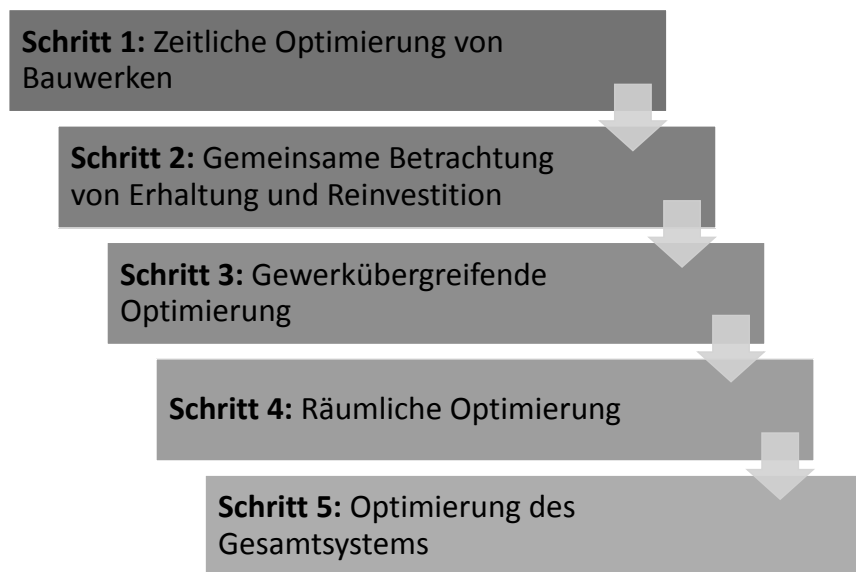 Schritt 1: Zeitliche Optimierung von
Bauwerken
Schritt 2: Gemeinsame Betrachtung
von Erhaltung und Reinvestition
Schritt 3: Gewerkübergreifende
Optimierung
Schritt 4: Räumliche Optimierung
Schritt 5: Optimierung des
Gesamtsystems